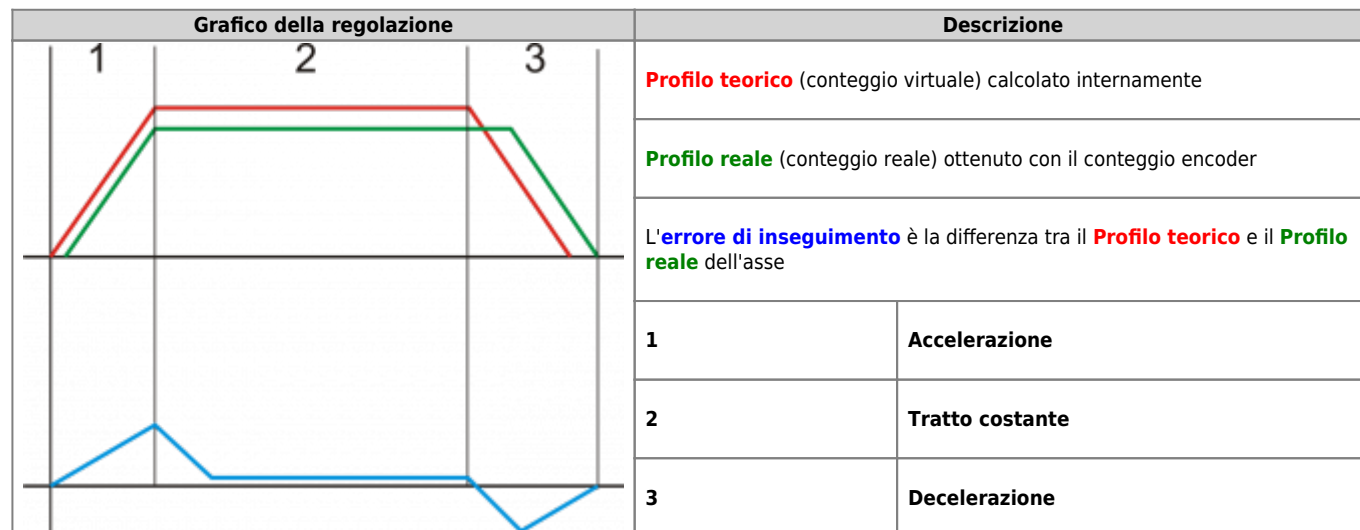 Grafico della regolazione
Descrizione
1
2
3
Profilo teorico (conteggio virtuale) calcolato internamente
Profilo reale (conteggio reale) ottenuto con il conteggio encoder
L'errore di inseguimento è la differenza tra il Profilo teorico e il Profilo
reale dell'asse
1
Accelerazione
2
Tratto costante
3
Decelerazione